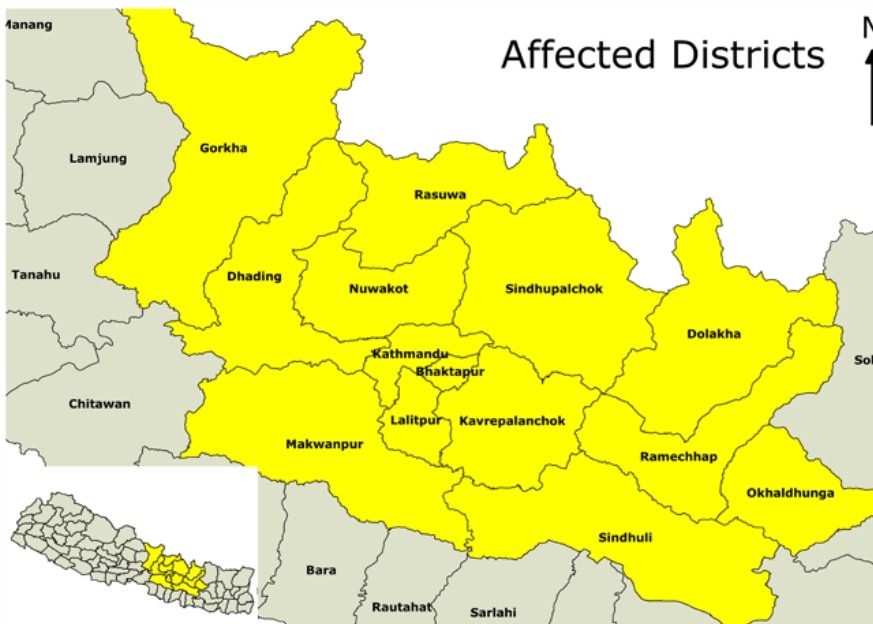 Manang
Affected Districts
N
Lamjung
Gorkha
Rasuwa
Tanahu
Dhading
Nuwakot
Sindhupalchok
Dolakha
Kathmandu
Bhaktapur
Sol
Chitawan
Lalitpur
Kavrepalanchok
Makwanpur
Ramechhap
Okhaldhunga
Sindhuli
Bara
Rautahat
Sarlahi